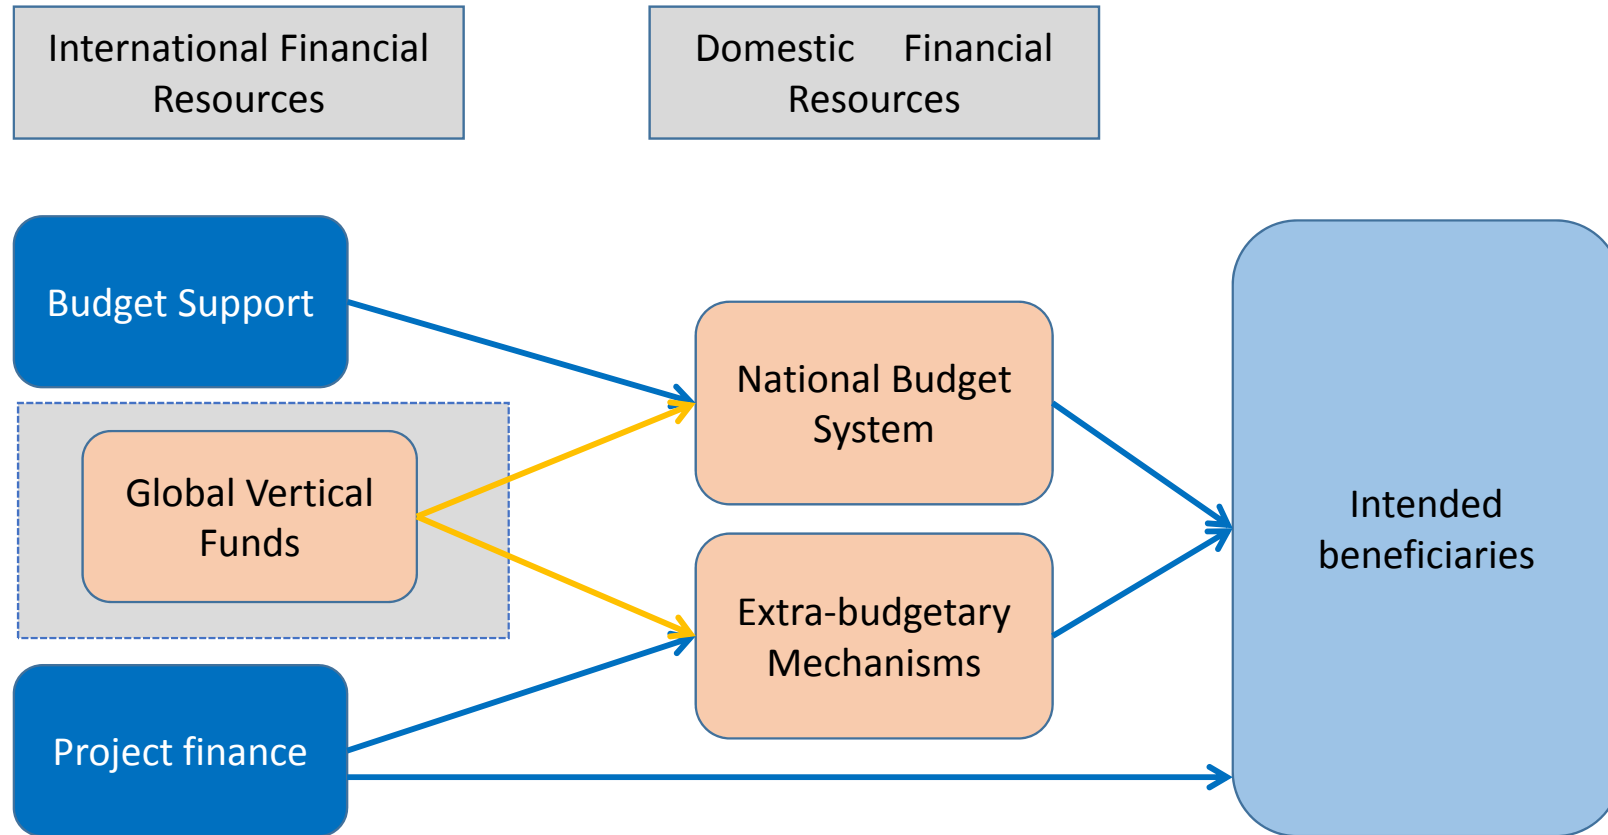 International Financial
Resources
Domestic Financial
Resources
Budget Support
Global Vertical
Funds
Project finance
National Budget
System
Extra-budgetary
Mechanisms
Intended
beneficiaries